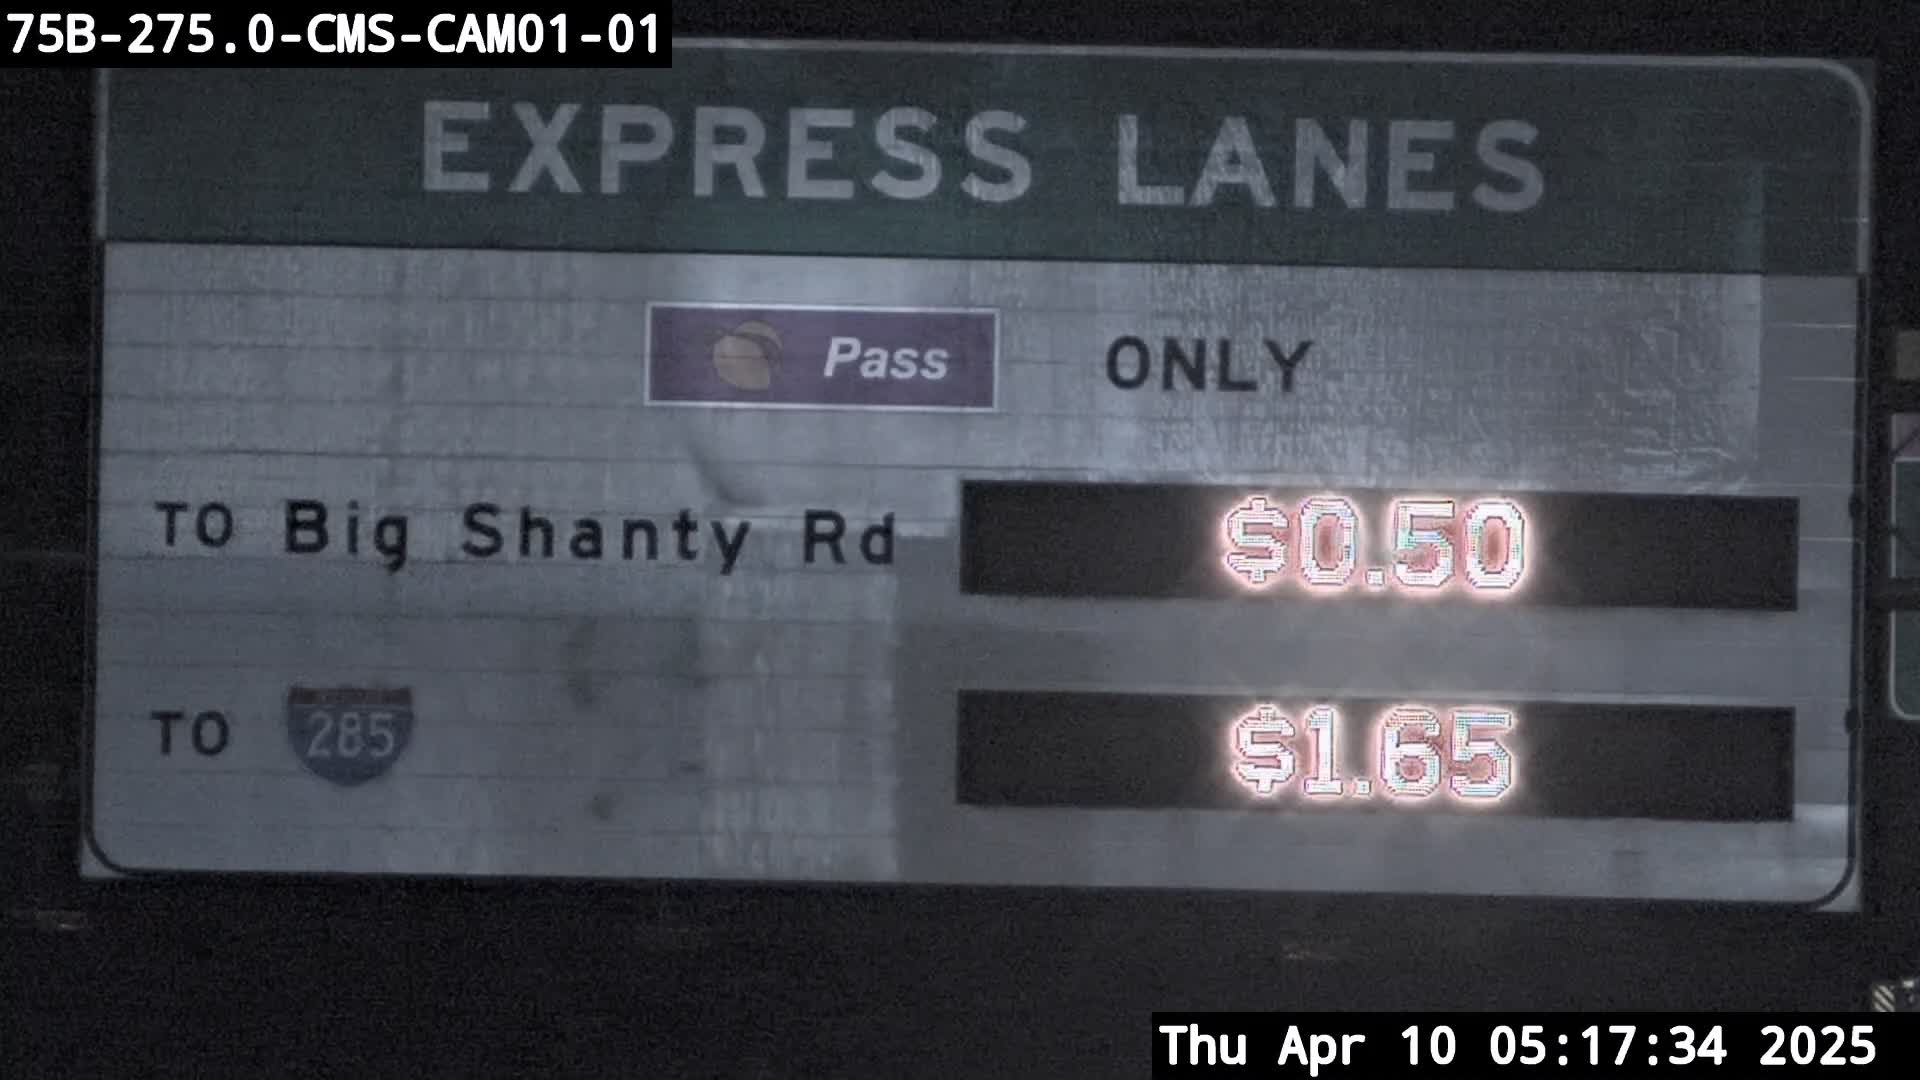 75B-275.0-CMS-CAM01-01
EXPRESS LANES
Pass ONLY
TO Big Shanty Rd $0.50
TO 285 $1.65
Thu Apr 10 05:17:34 2025